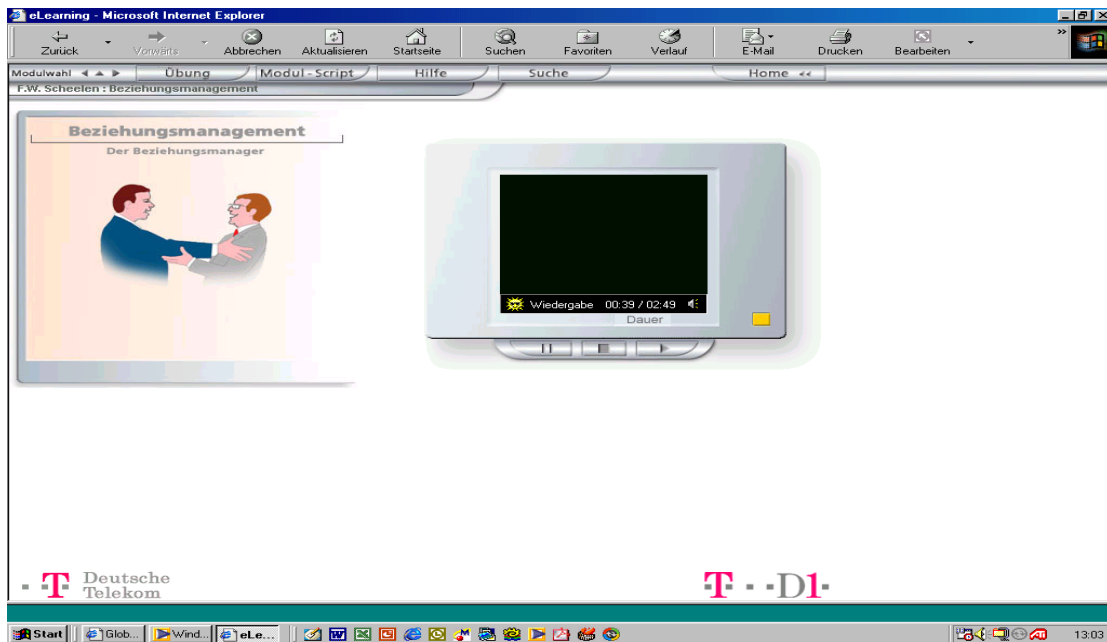 eLearning - Microsoft Internet Explorer
Zurück Vorwärts Abbrechen Aktualisieren Startseite Suchen Favoriten Verlauf E-Mail Drucken Bearbeiten »
Modulwahl Übung Modul-Script Hilfe Suche Home <<
F.W. Scheelen : Beziehungsmanagement
Beziehungsmanagement
Der Beziehungsmanager
Wiedergabe 00:39 / 02:49
Dauer
T Deutsche
Telekom
T D1
Start Glob... Wind... eLe... 13:03